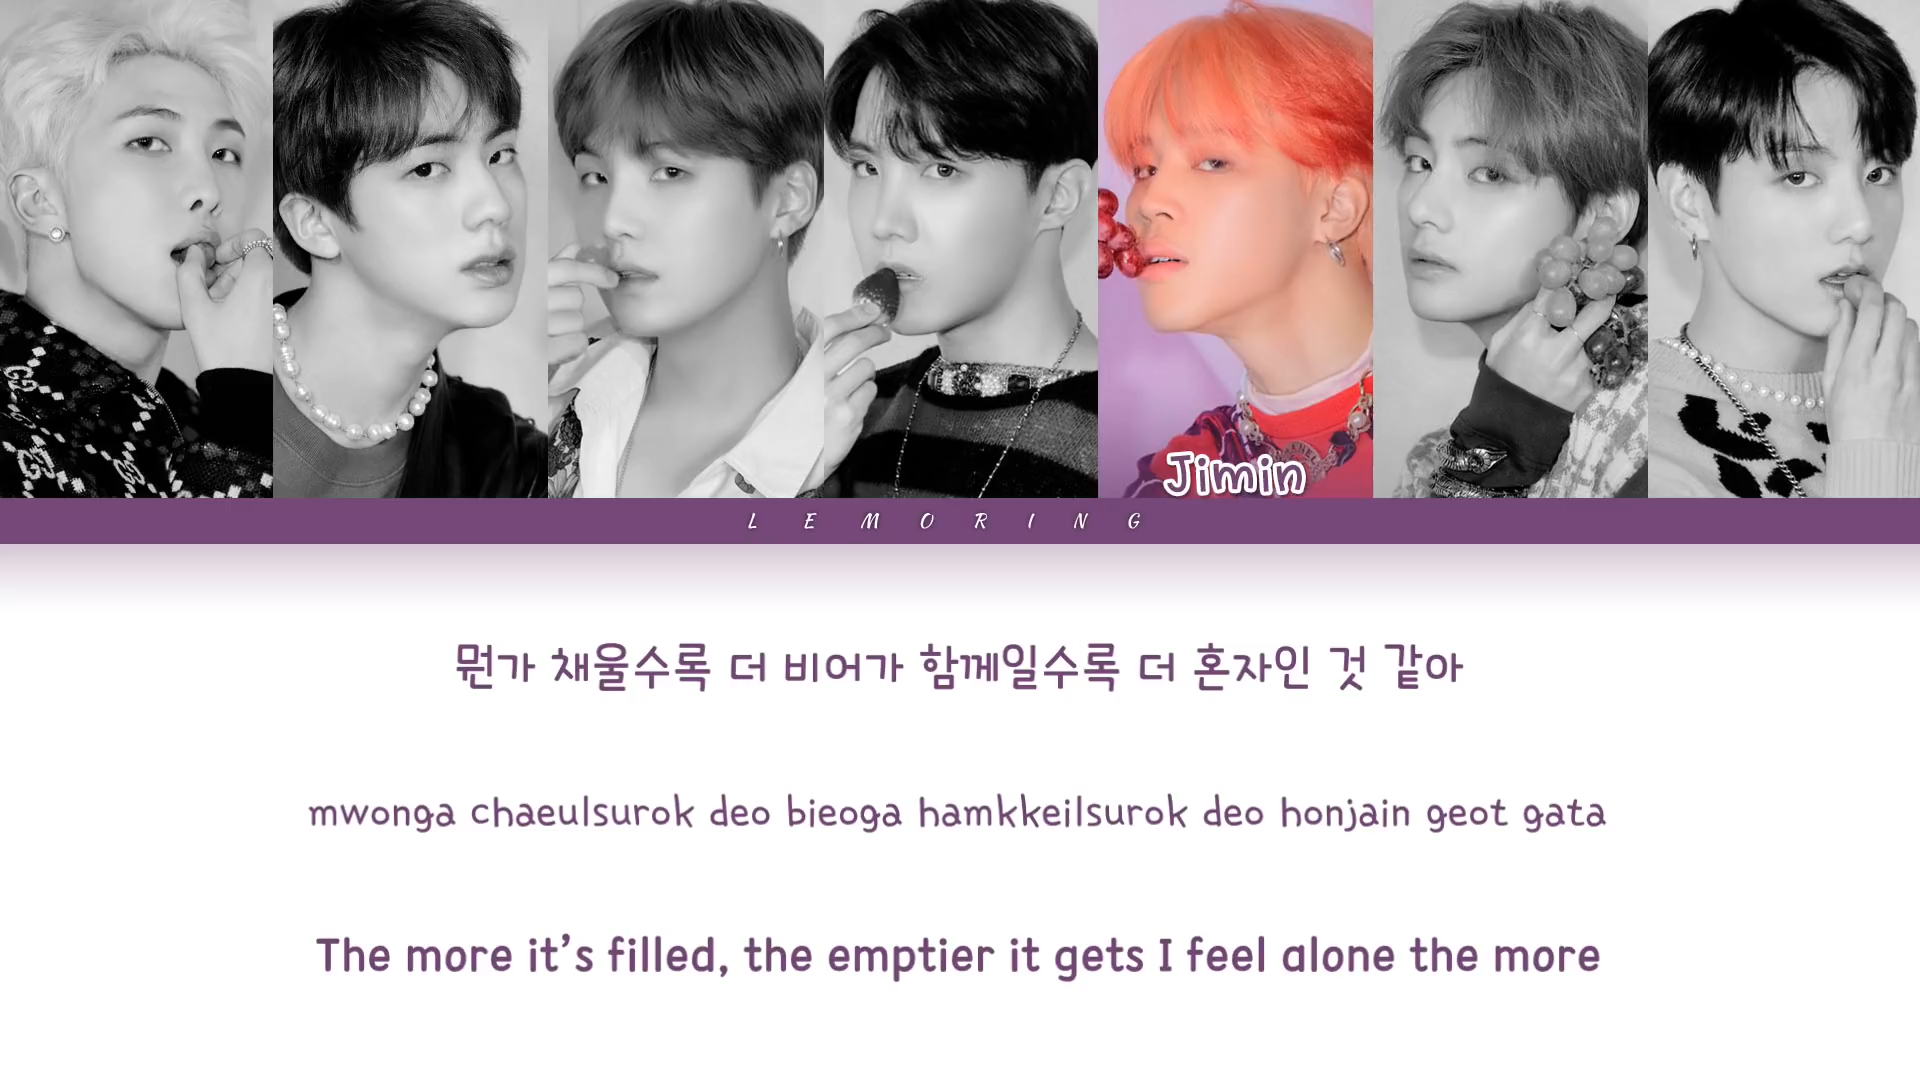 Jimin
LEMORING
뭔가 채울수록 더 비어가 함께일수록 더 혼자인 것 같아
mwonga chaeulsurok deo bieoga hamkkeilsurok deo honjain geot gata
The more it's filled, the emptier it gets I feel alone the more